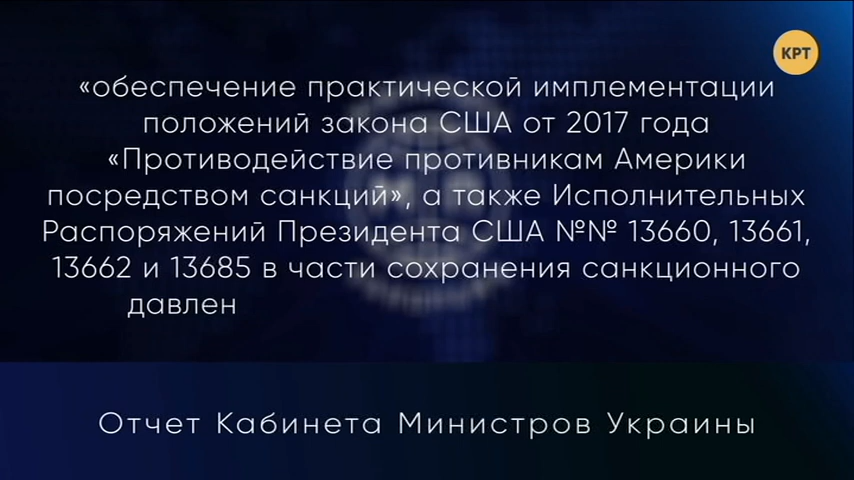 КРТ
«обеспечение практической имплементации
положений закона США от 2017 года
«Противодействие противникам Америки
посредством санкций», а также Исполнительных
Распоряжений Президента США №№ 13660, 13661,
13662 и 13685 в части сохранения санкционного
давлен
Отчет Кабинета Министров Украины